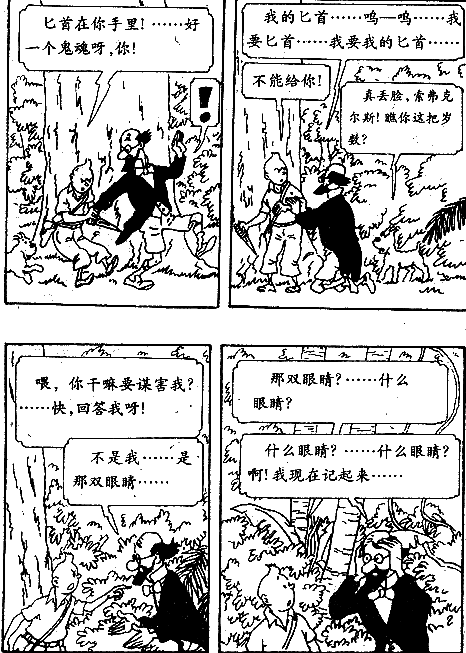 匕首在你手里!……好
一个鬼魂呀,你!
!
我的匕首……呜—呜……我
要匕首……我要我的匕首……
不能给你!
真丢脸,索弗克
尔斯!瞧你这把岁
数?
喂,你干嘛要谋害我?
……快,回答我呀!
不是我……是
那双眼睛……
那双眼睛?……什么
眼睛?
什么眼睛?……什么眼睛?
啊!我现在记起来……